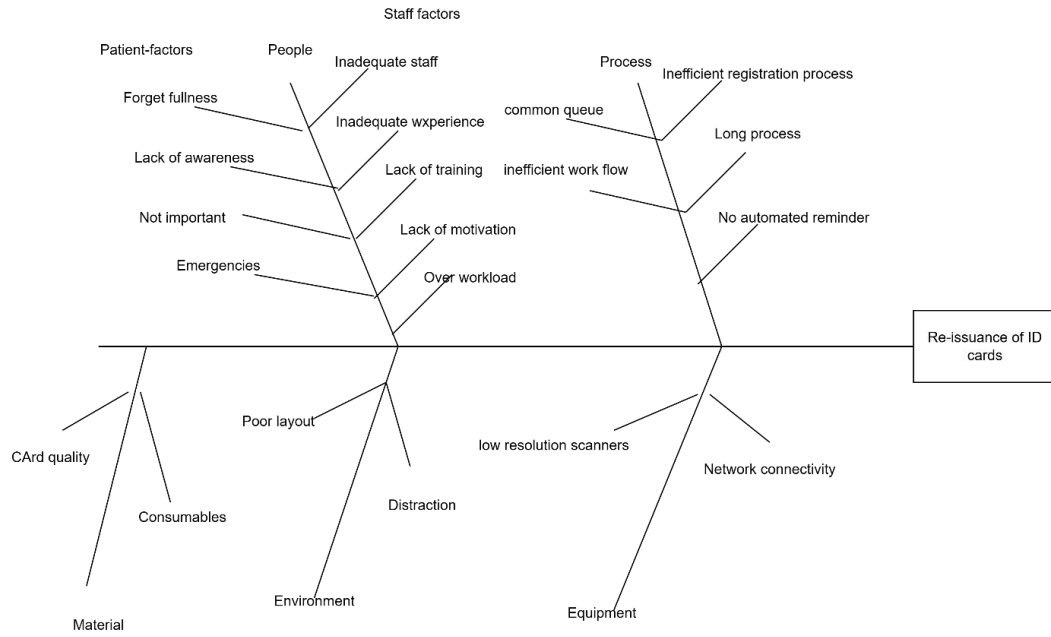 Staff factors
Patient-factors
People
Process
Inadequate staff
Inefficient registration process
Forget fullness
common queue
Inadequate wxperience
Long process
Lack of awareness
Lack of training
inefficient work flow
Not important
No automated reminder
Lack of motivation
Emergencies
Over workload
Re-issuance of ID
cards
Poor layout
low resolution scanners
CArd quality
Network connectivity
Distraction
Consumables
Environment
Equipment
Material